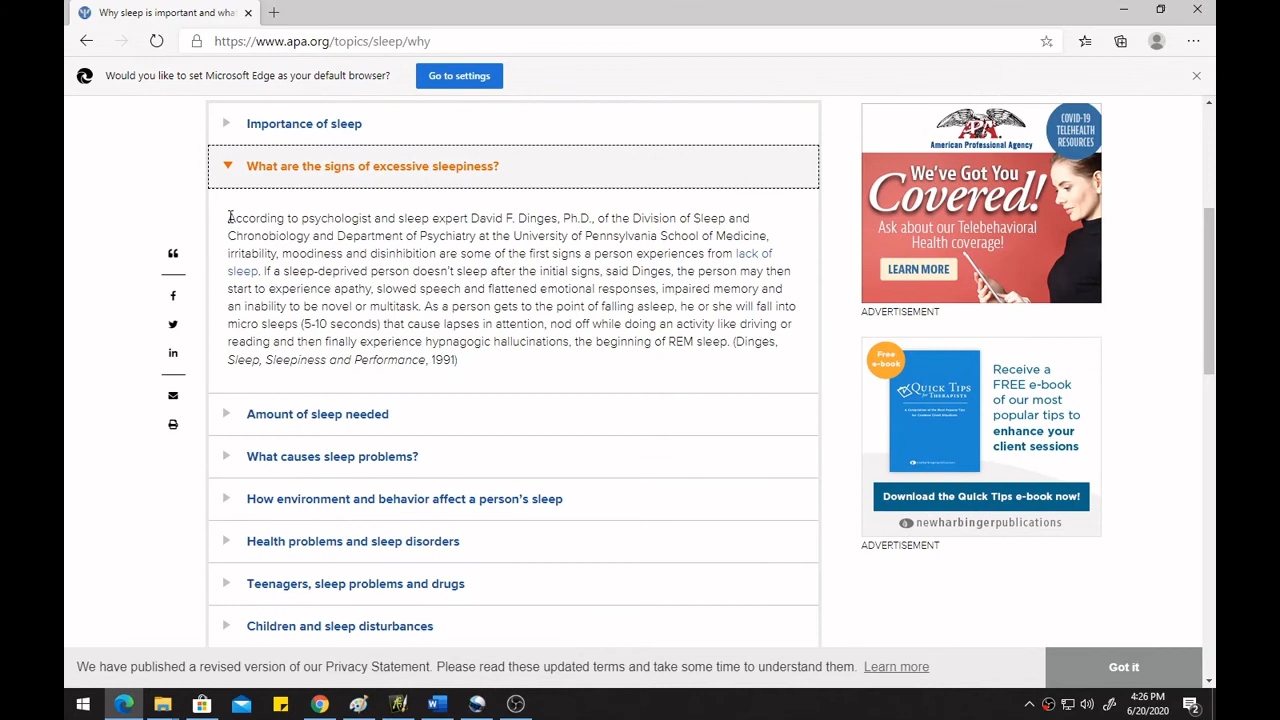 Why sleep is important and what
https://www.apa.org/topics/sleep/why
Would you like to set Microsoft Edge as your default browser?
Go to settings
Importance of sleep
What are the signs of excessive sleepiness?
According to psychologist and sleep expert David F. Dinges, Ph.D., of the Division of Sleep and
Chronobiology and Department of Psychiatry at the University of Pennsylvania School of Medicine,
irritability, moodiness and disinhibition are some of the first signs a person experiences from lack of
sleep. If a sleep-deprived person doesn't sleep after the initial signs, said Dinges, the person may then
start to experience apathy, slowed speech and flattened emotional responses, impaired memory and
an inability to be novel or multitask. As a person gets to the point of falling asleep, he or she will fall into
micro sleeps (5-10 seconds) that cause lapses in attention, nod off while doing an activity like driving or
reading and then finally experience hypnagogic hallucinations, the beginning of REM sleep. (Dinges,
Sleep, Sleepiness and Performance, 1991)
Amount of sleep needed
What causes sleep problems?
How environment and behavior affect a person's sleep
Health problems and sleep disorders
Teenagers, sleep problems and drugs
Children and sleep disturbances
APA
American Professional Agency
COVID-19
TELEHEALTH
RESOURCES
We've Got You
Covered!
Ask about our Telebehavioral
Health coverage!
LEARN MORE
ADVERTISEMENT
Free
e-book
QUICK TIPS
for THERAPISTS
Receive a
FREE e-book
of our most
popular tips to
enhance your
client sessions
Download the Quick Tips e-book now!
newharbingerpublications
ADVERTISEMENT
We have published a revised version of our Privacy Statement. Please read these updated terms and take some time to understand them. Learn more
Got it
4:26 PM
6/20/2020
2